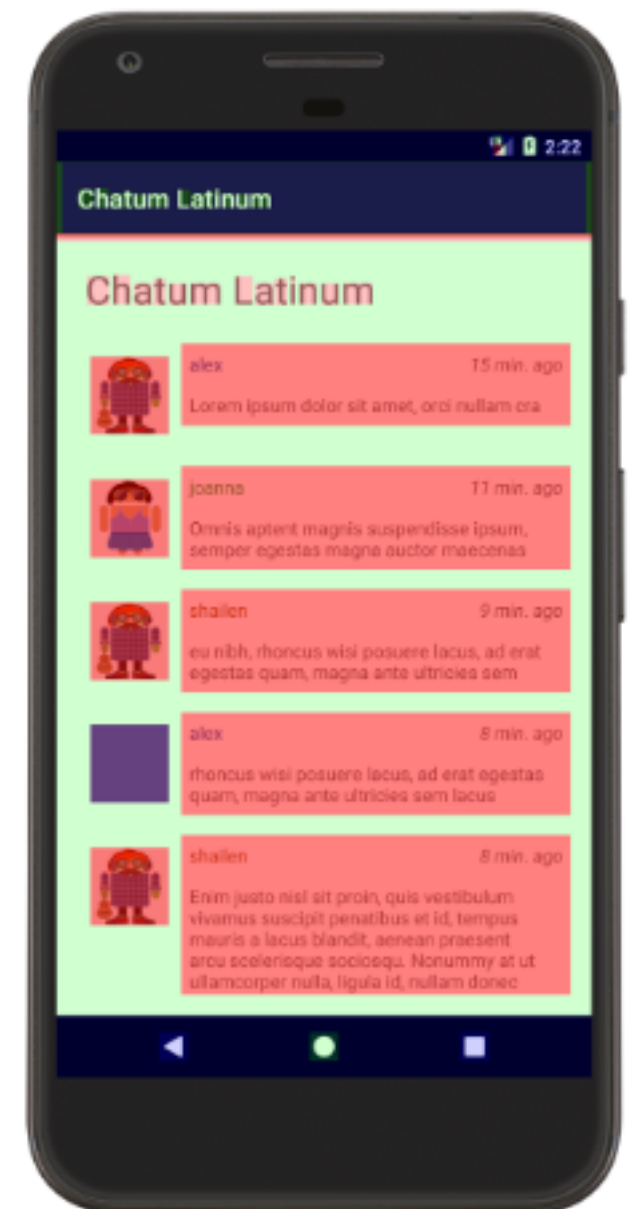 2:22
Chatum Latinum
Chatum Latinum
alex 15 min. ago
Lorem ipsum dolor sit amet, orci nullam cra
joanna 11 min. ago
Omnis aptent magnis suspendisse ipsum,
semper egestas magna auctor maecenas
shailen 9 min. ago
eu nibh, rhoncus wisi posuere lacus, ad erat
egestas quam, magna ante ultricies sem
alex 8 min. ago
rhoncus wisi posuere lacus, ad erat egestas
quam, magna ante ultricies sem lacus
shailen 8 min. ago
Enim justo nisl sit proin, quis vestibulum
vivamus suscipit penatibus et id, tempus
mauris a lacus blandit, aenean praesent
arcu scelerisque sociosqu. Nonummy at ut
ullamcorper nulla, ligula id, nullam donec